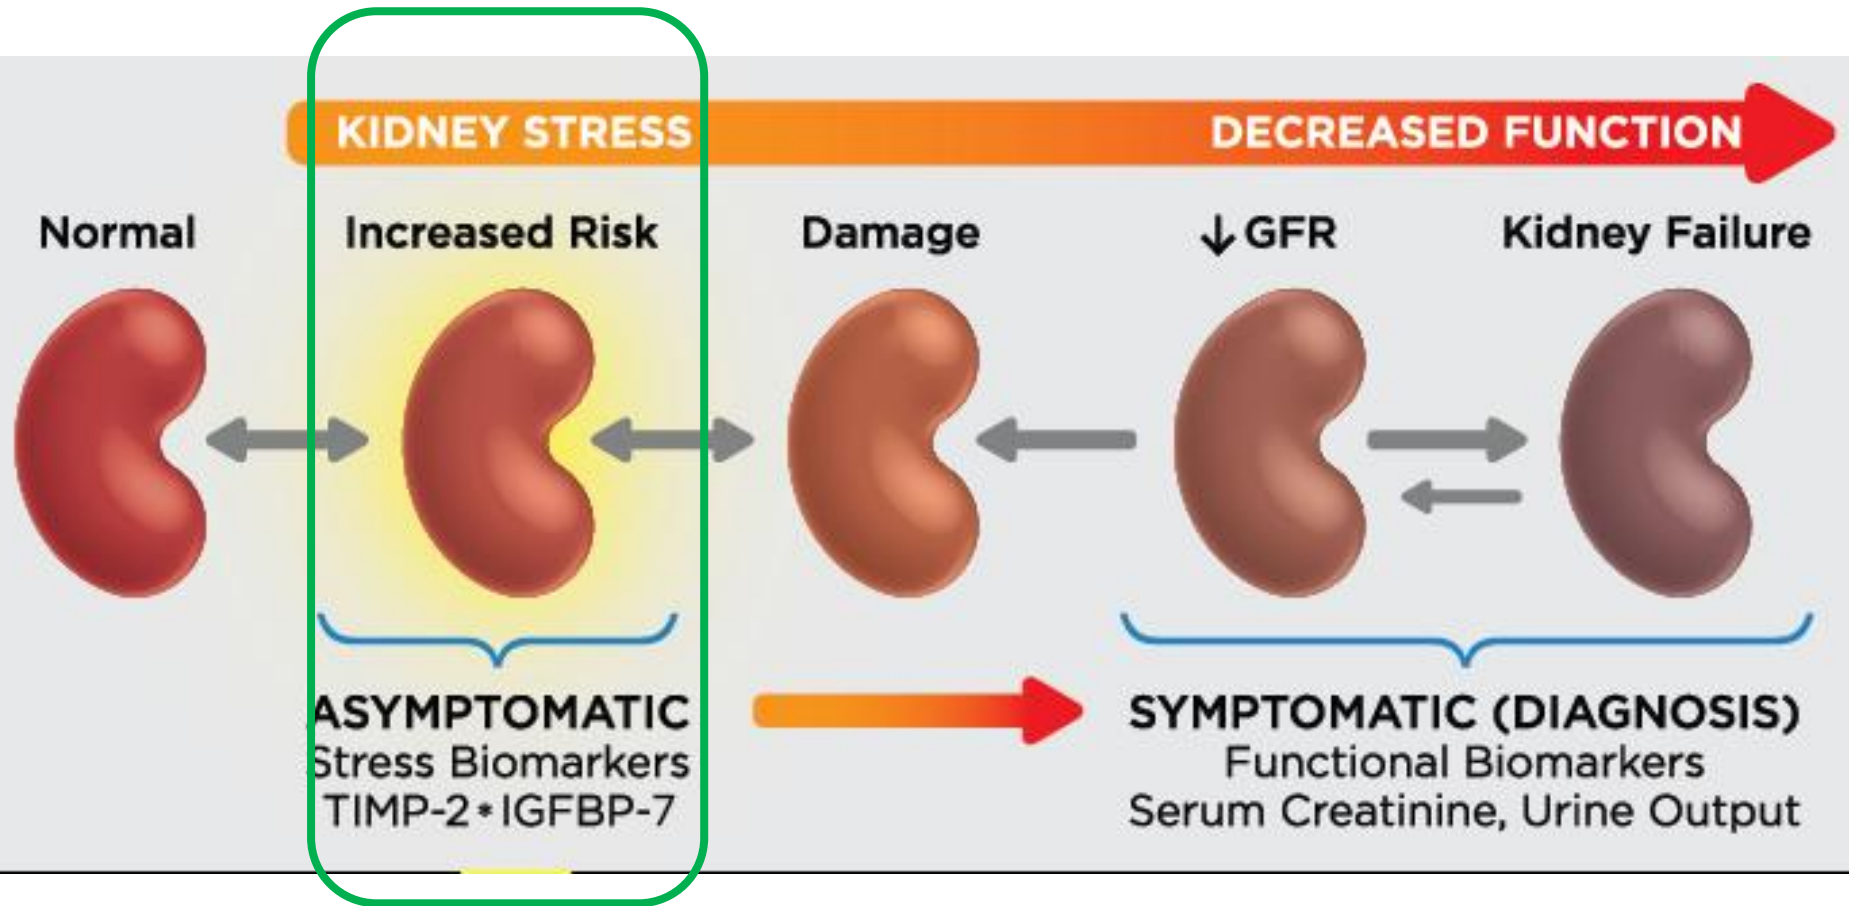 KIDNEY STRESS
DECREASED FUNCTION
Normal
Increased Risk
Damage
↓GFR
Kidney Failure
ASYMPTOMATIC
Stress Biomarkers
TIMP-2*IGFBP-7
SYMPTOMATIC (DIAGNOSIS)
Functional Biomarkers
Serum Creatinine, Urine Output